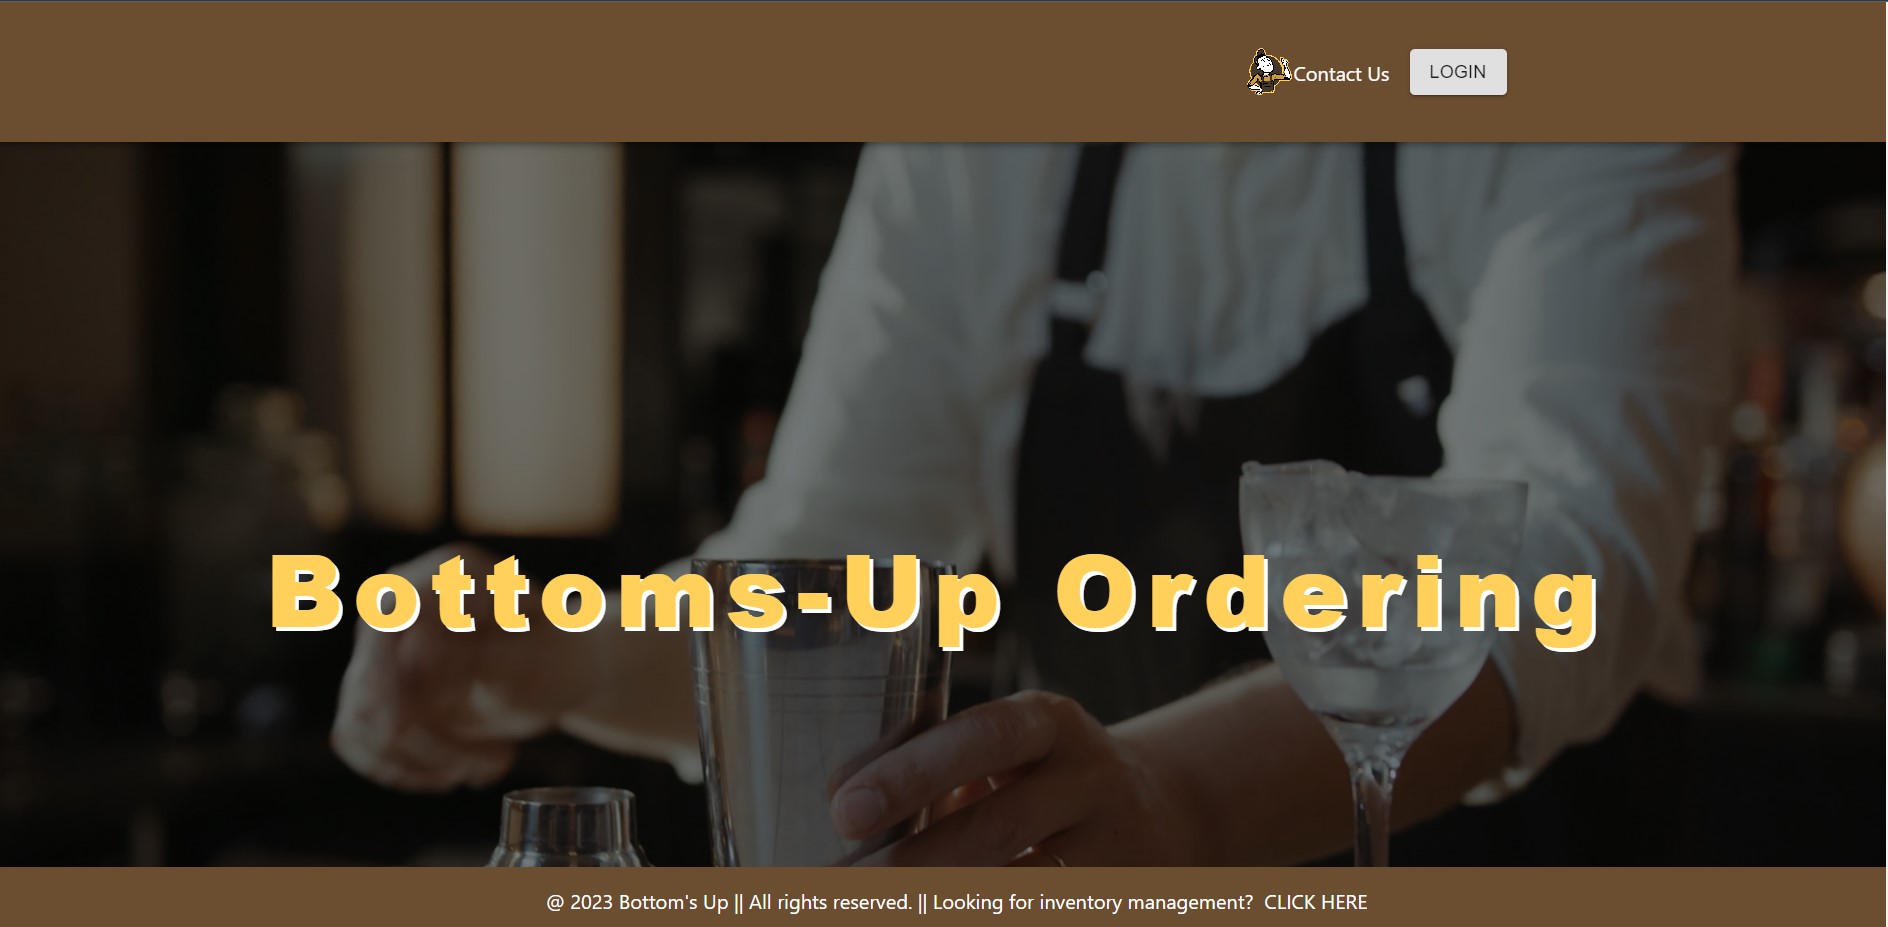 Contact Us LOGIN
Bottoms-Up Ordering
@ 2023 Bottom's Up || All rights reserved. || Looking for inventory management? CLICK HERE